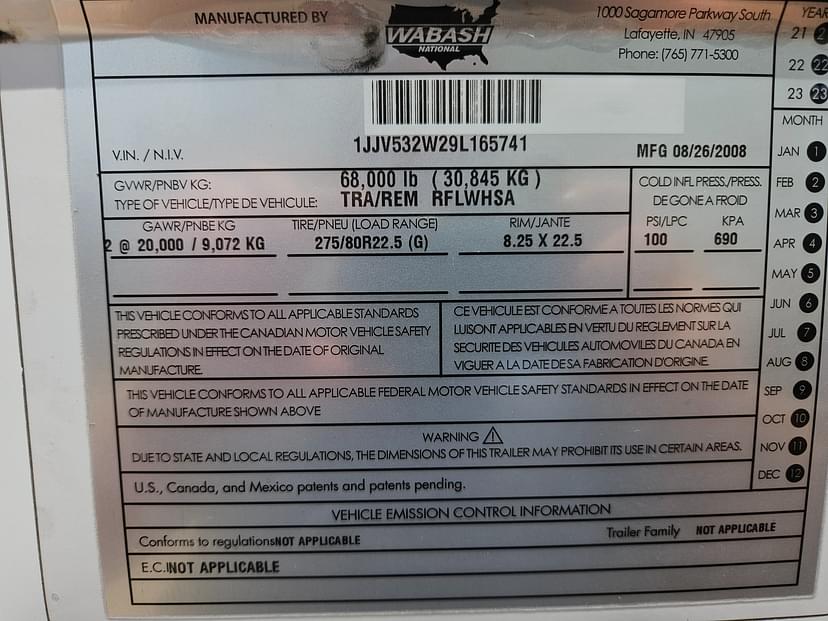 MANUFACTURED BY
WABASH
NATIONAL
1000 Sagamore Parkway South
Lafayette, IN 47905
Phone: (765) 771-5300
V.I.N. / N.I.V.
1JJV532W29L165741
MFG 08/26/2008
GVWR/PNBV KG:
68,000 lb ( 30,845 KG )
TYPE OF VEHICLE/TYPE DE VEHICULE:
TRA/REM RFLWHSA
COLD INFL PRESS./PRESS.
DE GONE A FROID
GAWR/PNBE KG
TIRE/PNEU (LOAD RANGE)
RIM/JANTE
PSI/LPC
KPA
2 @ 20,000 / 9,072 KG
275/80R22.5 (G)
8.25 X 22.5
100
690
THIS VEHICLE CONFORMS TO ALL APPLICABLE STANDARDS
PRESCRIBED UNDER THE CANADIAN MOTOR VEHICLE SAFETY
REGULATIONS IN EFFECT ON THE DATE OF ORIGINAL
MANUFACTURE.
CE VEHICULE EST CONFORME A TOUTES LES NORMES QUI
LUI SONT APPLICABLES EN VERTU DU REGLEMENT SUR LA
SECURITE DES VEHICULES AUTOMOVILES DU CANADA EN
VIGUER A LA DATE DE SA FABRICATION D'ORIGINE.
THIS VEHICLE CONFORMS TO ALL APPLICABLE FEDERAL MOTOR VEHICLE SAFETY STANDARDS IN EFFECT ON THE DATE
OF MANUFACTURE SHOWN ABOVE
WARNING
DUE TO STATE AND LOCAL REGULATIONS, THE DIMENSIONS OF THIS TRAILER MAY PROHIBIT ITS USE IN CERTAIN AREAS.
U.S., Canada, and Mexico patents and patents pending.
VEHICLE EMISSION CONTROL INFORMATION
Conforms to regulations NOT APPLICABLE
Trailer Family NOT APPLICABLE
E.C.I NOT APPLICABLE
YEAR
21
22 22
23 23
MONTH
JAN 1
FEB 2
MAR 3
APR 4
MAY 5
JUN 6
JUL 7
AUG 8
SEP 9
OCT 10
NOV 11
DEC 12